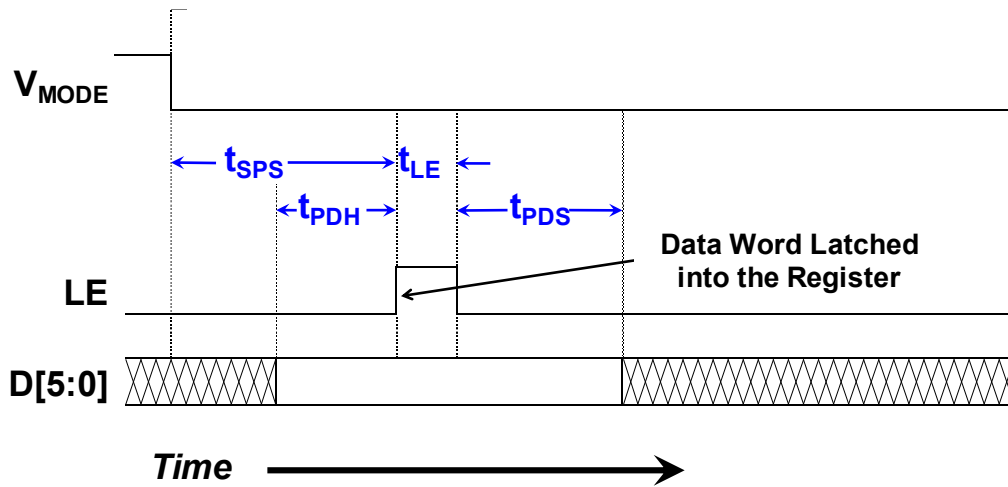 VMODE
tSPS
tLE
tPDH
tPDS
Data Word Latched
into the Register
LE
D[5:0]
Time